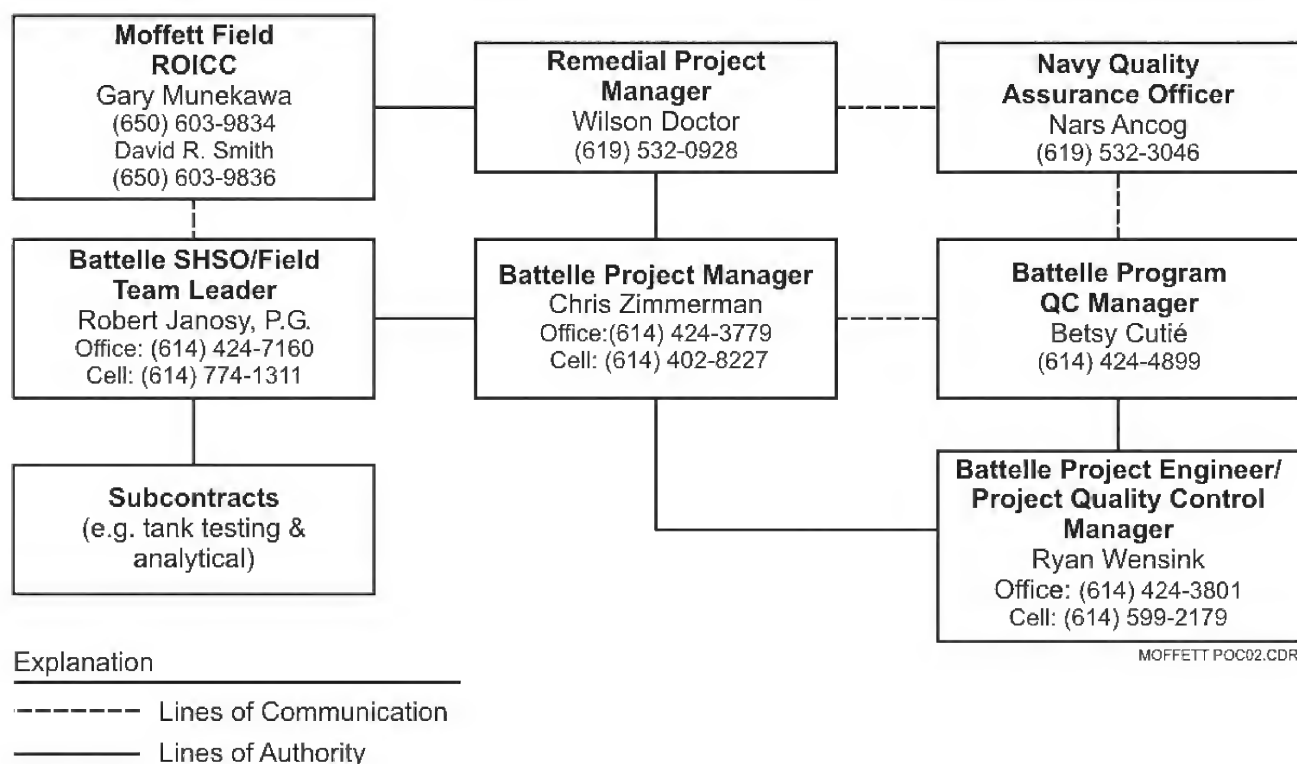 Moffett Field
ROICC
Gary Munekawa
(650) 603-9834
David R. Smith
(650) 603-9836
Remedial Project
Manager
Wilson Doctor
(619) 532-0928
Navy Quality
Assurance Officer
Nars Ancog
(619) 532-3046
Battelle SHSO/Field
Team Leader
Robert Janosy, P.G.
Office: (614) 424-7160
Cell: (614) 774-1311
Battelle Project Manager
Chris Zimmerman
Office:(614) 424-3779
Cell: (614) 402-8227
Battelle Program
QC Manager
Betsy Cutié
(614) 424-4899
Subcontracts
(e.g. tank testing &
analytical)
Battelle Project Engineer/
Project Quality Control
Manager
Ryan Wensink
Office: (614) 424-3801
Cell: (614) 599-2179
MOFFETT POC02.CDR
Explanation
Lines of Communication
Lines of Authority